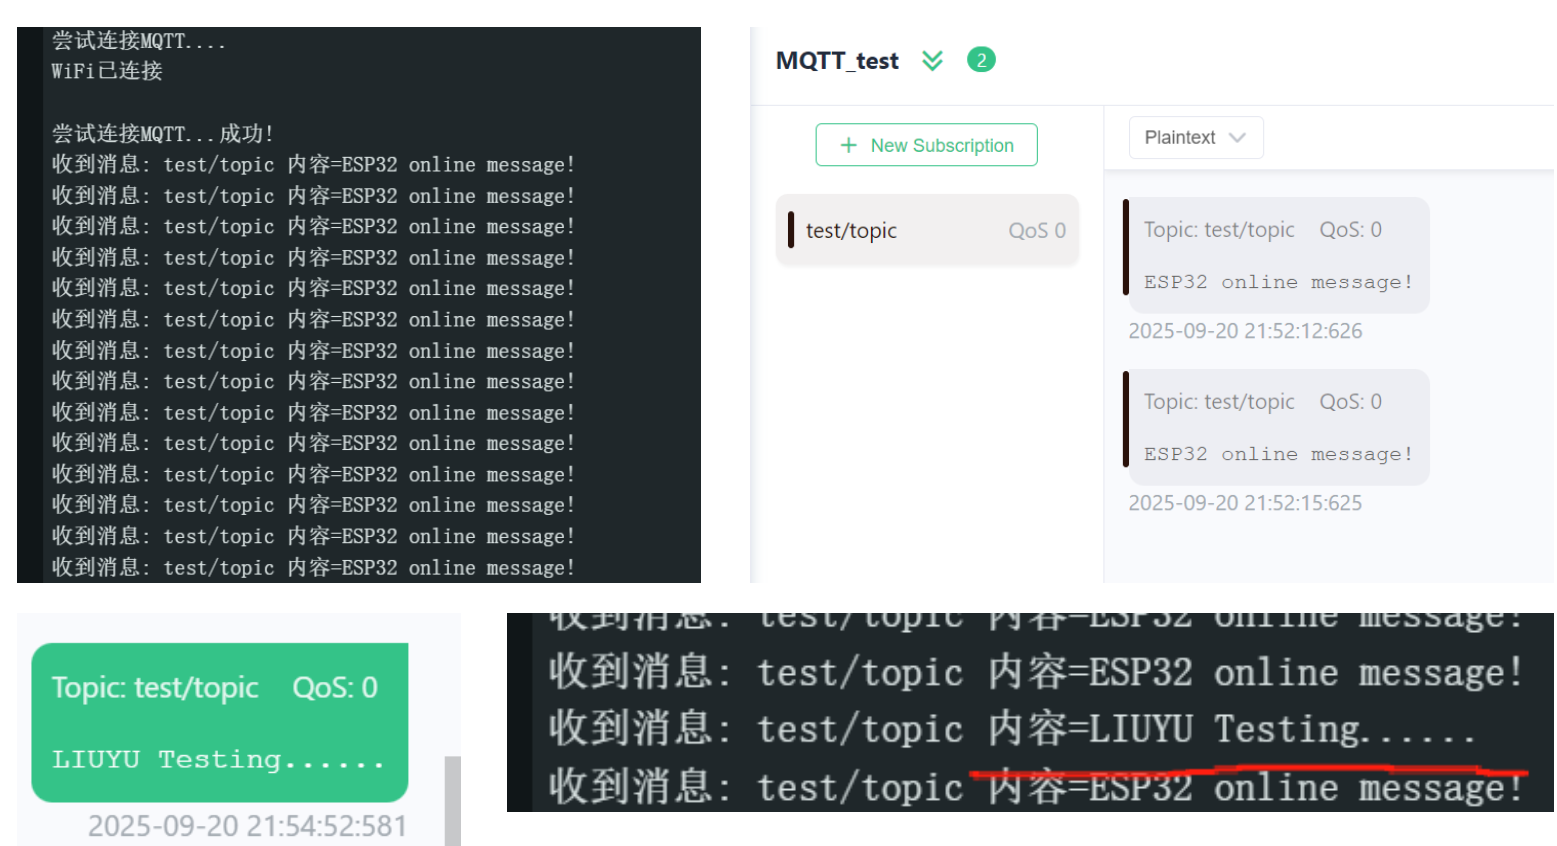 尝试连接MQTT....
WiFi已连接
尝试连接MQTT...成功!
收到消息: test/topic 内容=ESP32 online message!
收到消息: test/topic 内容=ESP32 online message!
收到消息: test/topic 内容=ESP32 online message!
收到消息: test/topic 内容=ESP32 online message!
收到消息: test/topic 内容=ESP32 online message!
收到消息: test/topic 内容=ESP32 online message!
收到消息: test/topic 内容=ESP32 online message!
收到消息: test/topic 内容=ESP32 online message!
收到消息: test/topic 内容=ESP32 online message!
收到消息: test/topic 内容=ESP32 online message!
收到消息: test/topic 内容=ESP32 online message!
收到消息: test/topic 内容=ESP32 online message!
收到消息: test/topic 内容=ESP32 online message!
收到消息: test/topic 内容=ESP32 online message!
MQTT_test 2
+ New Subscription
test/topic QoS 0
Plaintext
Topic: test/topic QoS: 0
ESP32 online message!
2025-09-20 21:52:12:626
Topic: test/topic QoS: 0
ESP32 online message!
2025-09-20 21:52:15:625
Topic: test/topic QoS: 0
LIUYU Testing......
2025-09-20 21:54:52:581
收到消息: test/topic 内容=ESP32 online message!
收到消息: test/topic 内容=ESP32 online message!
收到消息: test/topic 内容=LIUYU Testing......
收到消息: test/topic 内容=ESP32 online message!